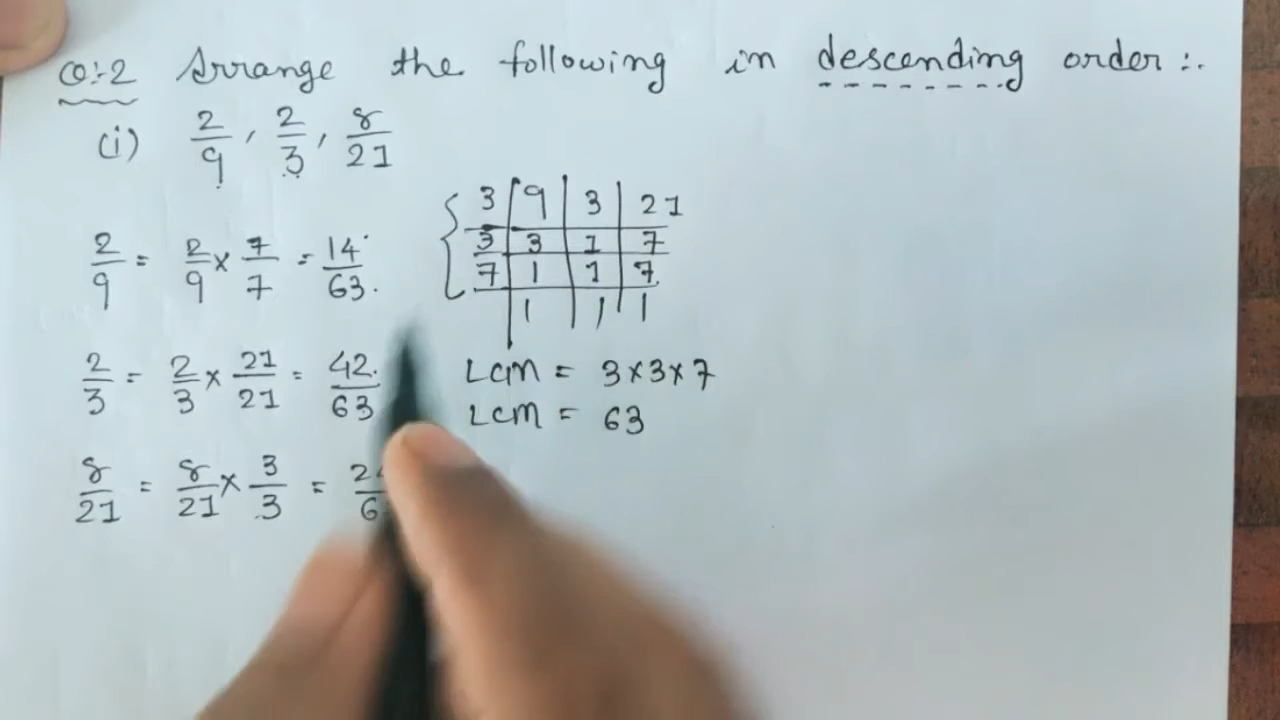 Q:-2 Arrange the following in descending order :-
(i) 2/9, 2/3, 8/21
2/9 = 2/9 × 7/7 = 14/63
3 | 9 | 3 | 21
3 | 3 | 1 | 7
7 | 1 | 1 | 7
| 1 | 1 | 1
2/3 = 2/3 × 21/21 = 42/63
LCM = 3×3×7
LCM = 63
8/21 = 8/21 × 3/3 =